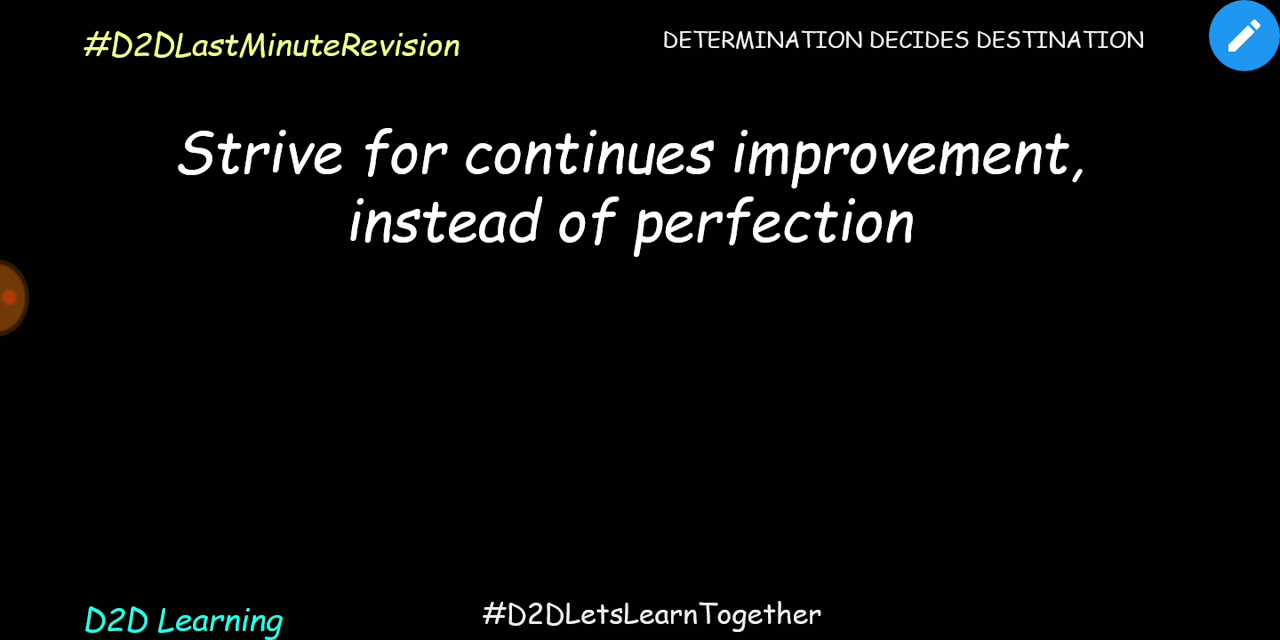 #D2DLastMinuteRevision
DETERMINATION DECIDES DESTINATION
Strive for continues improvement,
instead of perfection
D2D Learning
#D2DLetsLearnTogether